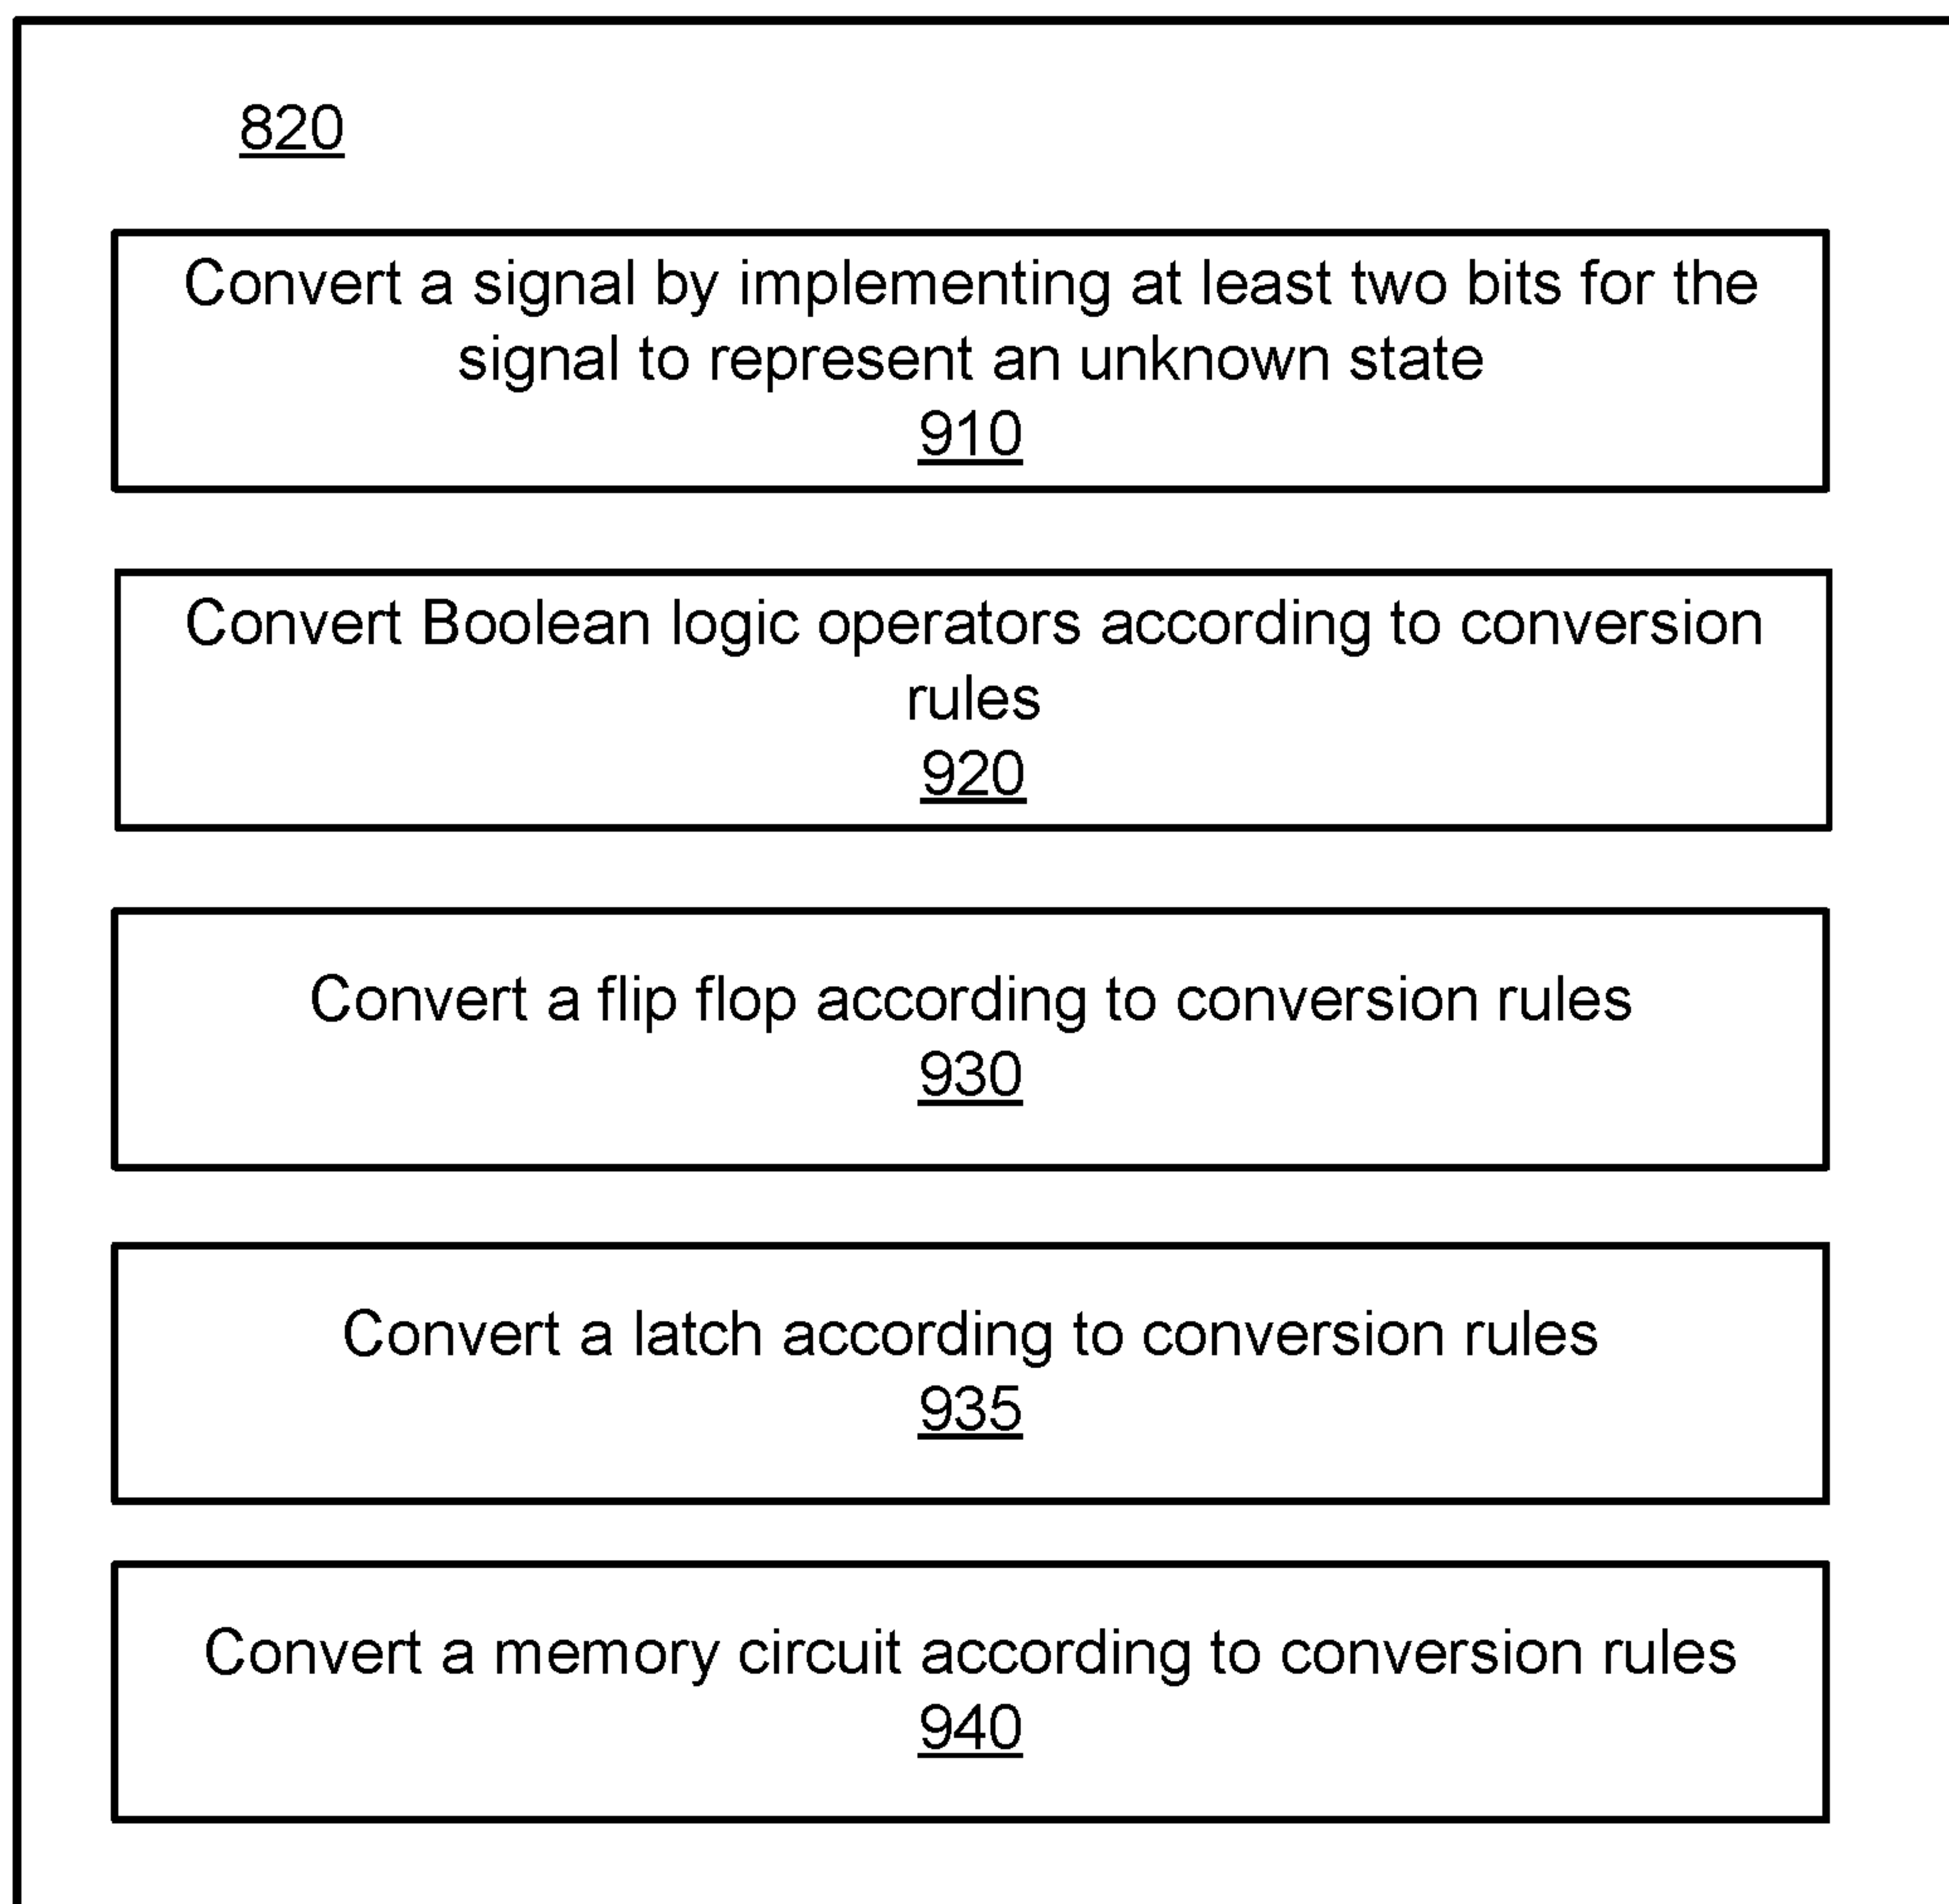 820
Convert a signal by implementing at least two bits for the
signal to represent an unknown state
910
Convert Boolean logic operators according to conversion
rules
920
Convert a flip flop according to conversion rules
930
Convert a latch according to conversion rules
935
Convert a memory circuit according to conversion rules
940